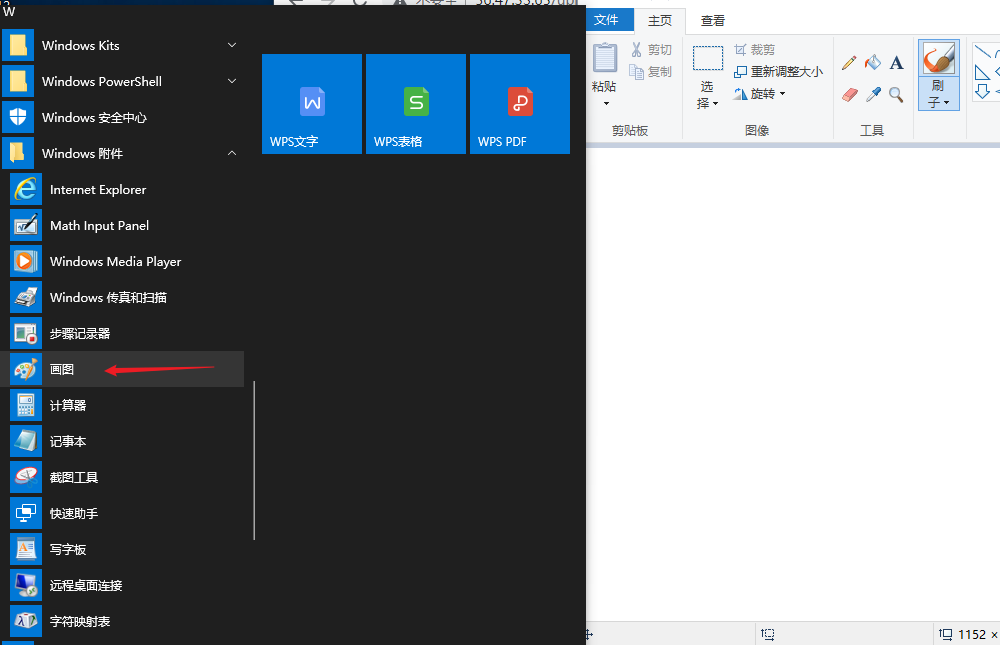 W
Windows Kits
Windows PowerShell
Windows 安全中心
Windows 附件
Internet Explorer
Math Input Panel
Windows Media Player
Windows 传真和扫描
步骤记录器
画图
计算器
记事本
截图工具
快速助手
写字板
远程桌面连接
字符映射表
WPS文字
WPS表格
WPS PDF
文件
主页
查看
粘贴
剪切
复制
剪贴板
选择
裁剪
重新调整大小
旋转
图像
A
工具
刷子
1152 ×